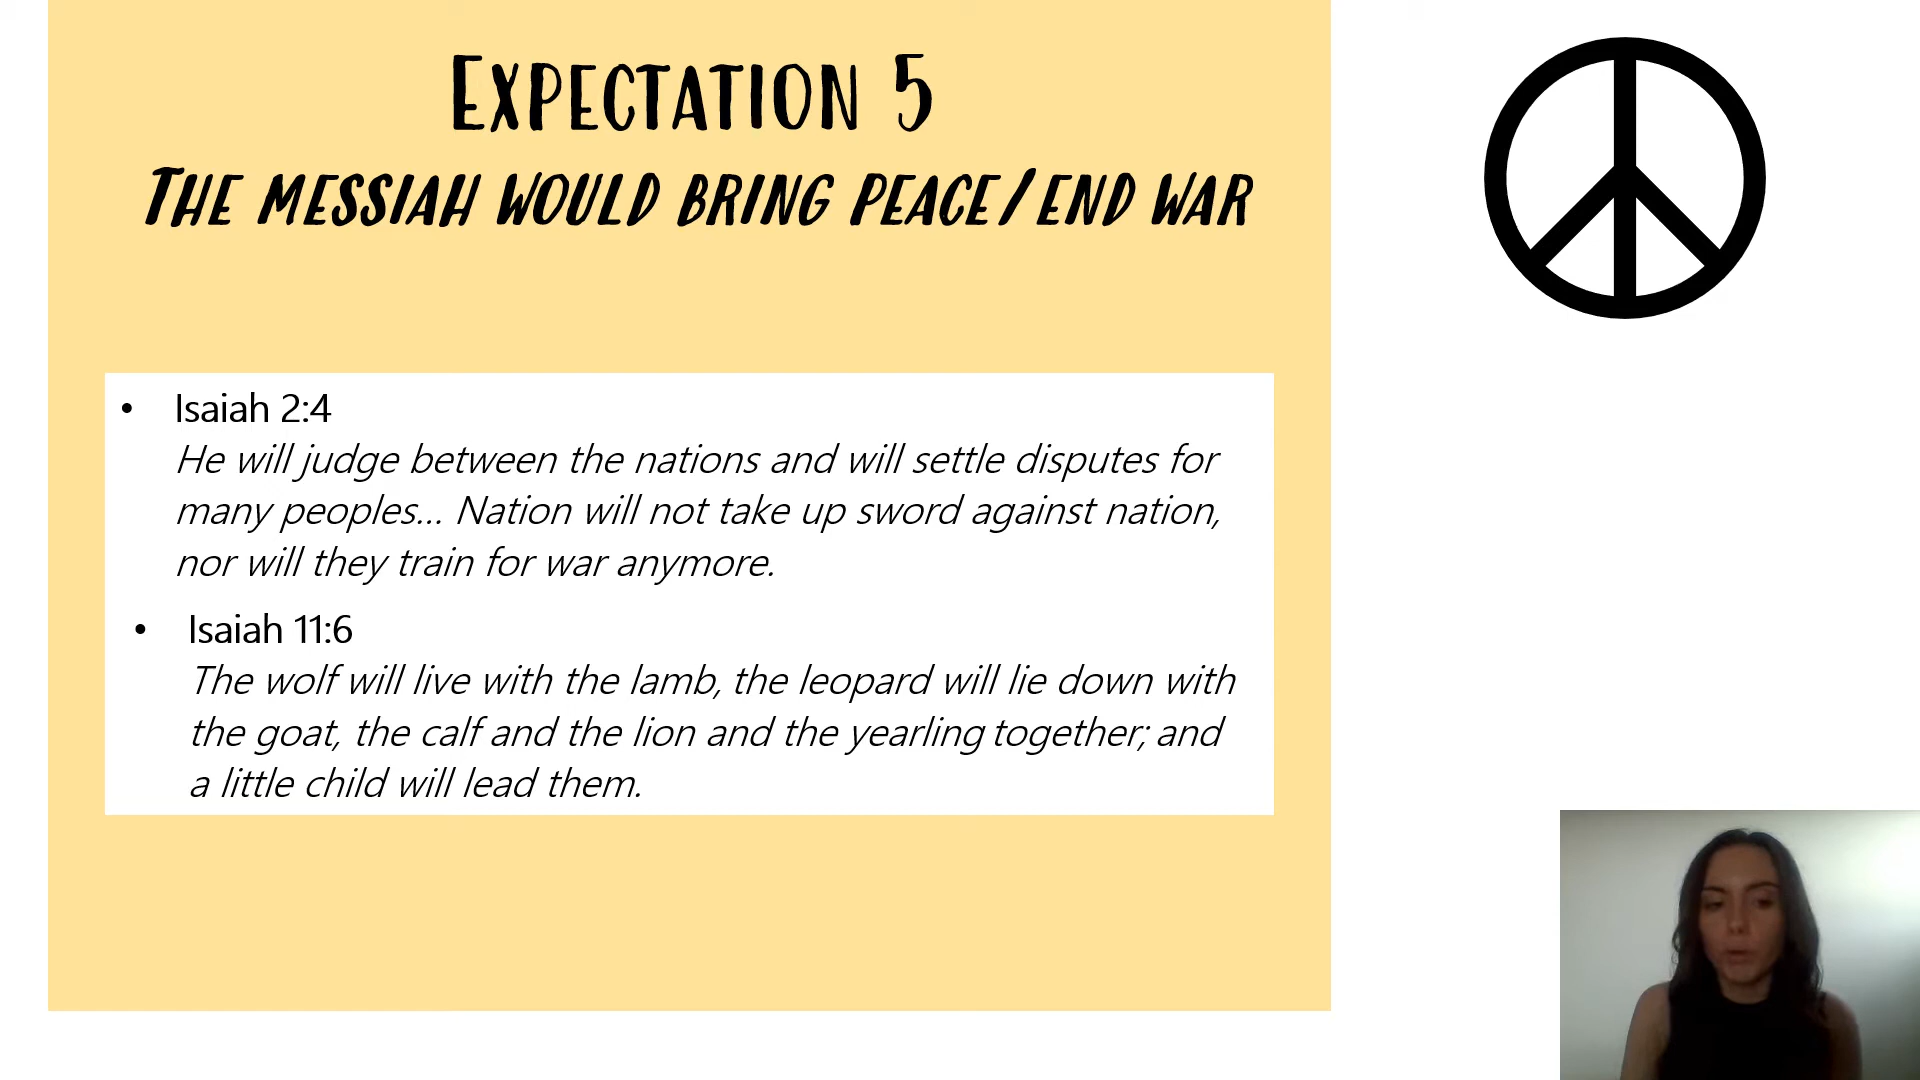 EXPECTATION 5
THE MESSIAH WOULD BRING PEACE/END WAR
• Isaiah 2:4
He will judge between the nations and will settle disputes for
many peoples... Nation will not take up sword against nation,
nor will they train for war anymore.
• Isaiah 11:6
The wolf will live with the lamb, the leopard will lie down with
the goat, the calf and the lion and the yearling together; and
a little child will lead them.